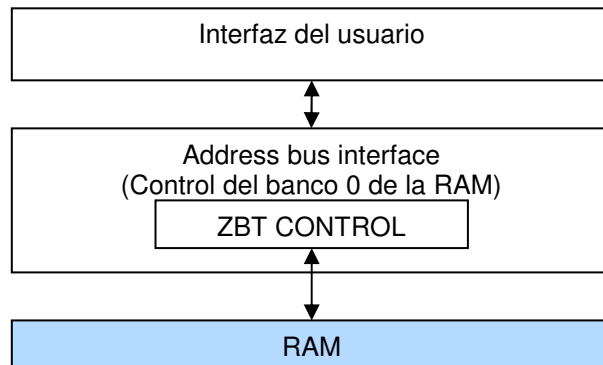 Interfaz del usuario
Address bus interface
(Control del banco 0 de la RAM)
ZBT CONTROL
RAM